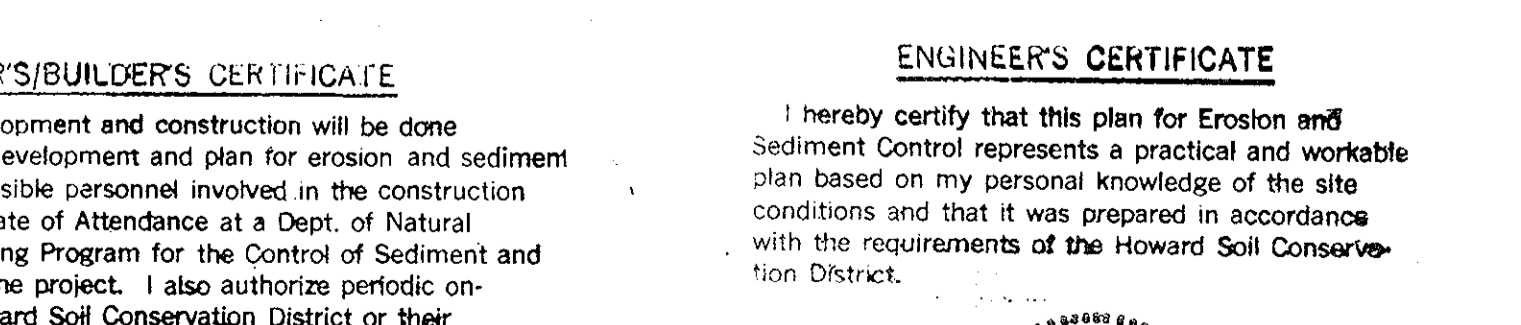 R'S/BUILDER'S CERTIFICATE
opment and construction will be done
evelopment and plan for erosion and sediment
sible personnel involved in the construction
ate of Attendance at a Dept. of Natural
ng Program for the Control of Sediment and
he project. I also authorize periodic on-
ard Soil Conservation District or their
ENGINEER'S CERTIFICATE
I hereby certify that this plan for Erosion and
Sediment Control represents a practical and workable
plan based on my personal knowledge of the site
conditions and that it was prepared in accordance
with the requirements of the Howard Soil Conserva-
tion District.